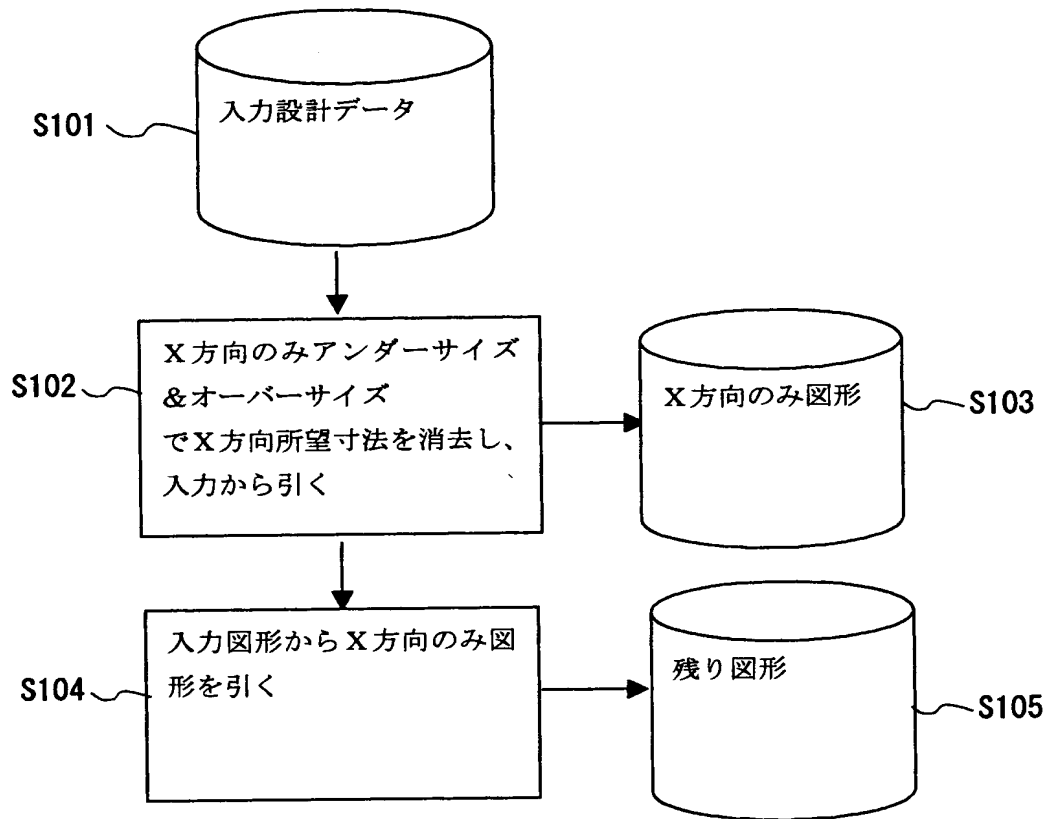 入力設計データ
S101
X方向のみアンダーサイズ
&オーバーサイズ
でX方向所望寸法を消去し、
入力から引く
S102
X方向のみ図形
S103
入力図形からX方向のみ図
形を引く
S104
残り図形
S105